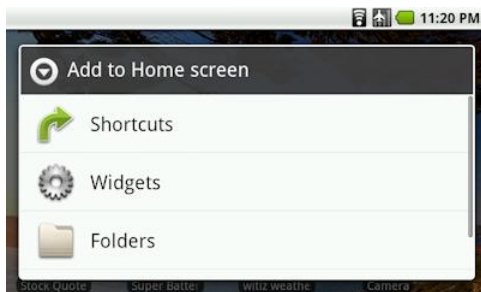 11:20 PM
Add to Home screen
Shortcuts
Widgets
Folders
Stock Quote Super Batter witiz weathe Camera